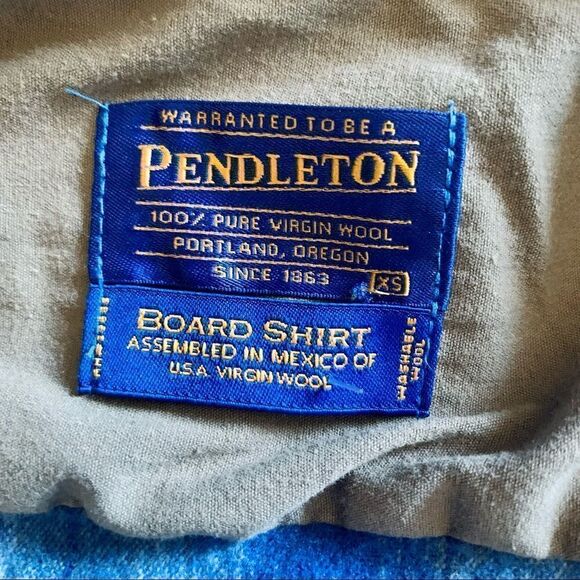 WARRANTED TO BE A
PENDLETON
100% PURE VIRGIN WOOL
PORTLAND, OREGON
SINCE 1863
XS
BOARD SHIRT
ASSEMBLED IN MEXICO OF
U.S.A. VIRGIN WOOL
WASHABLE
WOOL